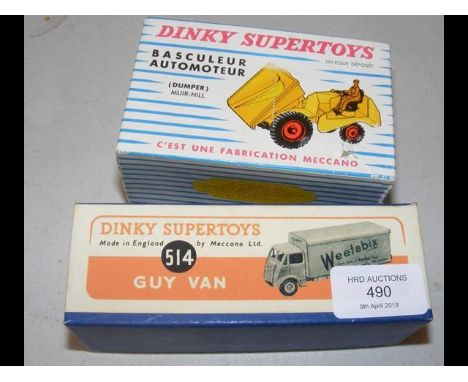 DINKY SUPERTOYS
MARQUE DÉPOSÉE
BASCULEUR
AUTOMOTEUR
(DUMPER)
MUIR-HILL
C'EST UNE FABRICATION MECCANO
DINKY SUPERTOYS
Made in England by Meccano Ltd.
514
GUY VAN
Weetabix
HRD AUCTIONS
490
9th April 2019